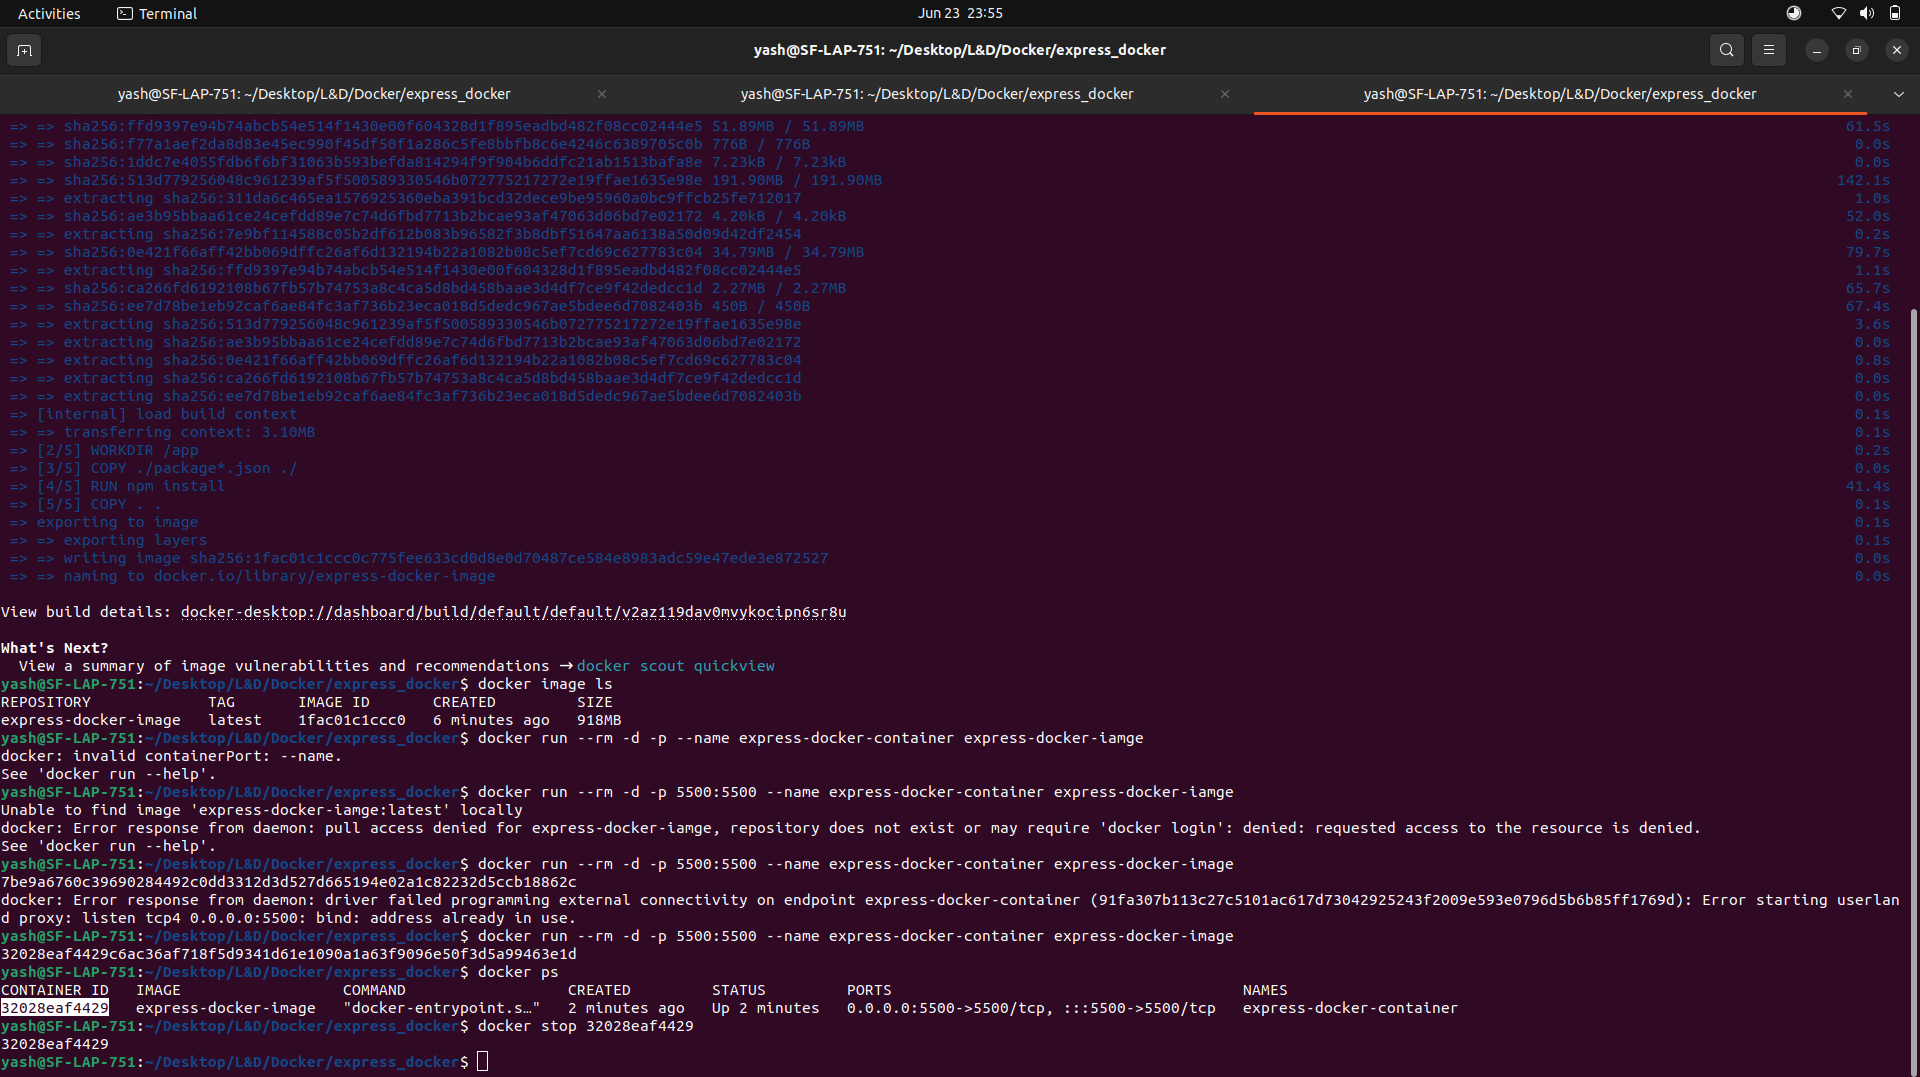 Activities
Terminal
Jun 23 23:55
yash@SF-LAP-751: ~/Desktop/L&D/Docker/express_docker
yash@SF-LAP-751: ~/Desktop/L&D/Docker/express_docker
yash@SF-LAP-751: ~/Desktop/L&D/Docker/express_docker
yash@SF-LAP-751: ~/Desktop/L&D/Docker/express_docker
=> => sha256:ffd9397e94b74abcb54e514f1430e00f604328d1f895eadbd482f08cc02444e5 51.89MB / 51.89MB 61.5s
=> => sha256:f77a1aef2da8d83e45ec990f45df50f1a286c5fe8bbfb8c6e4246c6389705c0b 776B / 776B 0.0s
=> => sha256:1ddc7e4055fdb6f6bf31063b593befda814294f9f904b6ddfc21ab1513bafa8e 7.23kB / 7.23kB 0.0s
=> => sha256:513d779256048c961239af5f500589330546b072775217272e19ffae1635e98e 191.90MB / 191.90MB 142.1s
=> => extracting sha256:311da6c465ea1576925360eba391bcd32dece9be95960a0bc9ffcb25fe712017 1.0s
=> => sha256:ae3b95bbaa61ce24cefdd89e7c74d6fbd7713b2bcae93af47063d06bd7e02172 4.20kB / 4.20kB 52.0s
=> => extracting sha256:7e9bf114588c05b2df612b083b96582f3b8dbf51647aa6138a50d09d42df2454 0.2s
=> => sha256:0e421f66aff42bb069dffc26af6d132194b22a1082b08c5ef7cd69c627783c04 34.79MB / 34.79MB 79.7s
=> => extracting sha256:ffd9397e94b74abcb54e514f1430e00f604328d1f895eadbd482f08cc02444e5 1.1s
=> => sha256:ca266fd6192108b67fb57b74753a8c4ca5d8bd458baae3d4df7ce9f42dedcc1d 2.27MB / 2.27MB 65.7s
=> => sha256:ee7d78be1eb92caf6ae84fc3af736b23eca018d5dedc967ae5bdee6d7082403b 450B / 450B 67.4s
=> => extracting sha256:513d779256048c961239af5f500589330546b072775217272e19ffae1635e98e 3.6s
=> => extracting sha256:ae3b95bbaa61ce24cefdd89e7c74d6fbd7713b2bcae93af47063d06bd7e02172 0.0s
=> => extracting sha256:0e421f66aff42bb069dffc26af6d132194b22a1082b08c5ef7cd69c627783c04 0.8s
=> => extracting sha256:ca266fd6192108b67fb57b74753a8c4ca5d8bd458baae3d4df7ce9f42dedcc1d 0.0s
=> => extracting sha256:ee7d78be1eb92caf6ae84fc3af736b23eca018d5dedc967ae5bdee6d7082403b 0.0s
=> [internal] load build context 0.1s
=> => transferring context: 3.10MB 0.1s
=> [2/5] WORKDIR /app 0.2s
=> [3/5] COPY ./package*.json ./ 0.0s
=> [4/5] RUN npm install 41.4s
=> [5/5] COPY . . 0.1s
=> exporting to image 0.1s
=> => exporting layers 0.1s
=> => writing image sha256:1fac01c1ccc0c775fee633cd0d8e0d70487ce584e8983adc59e47ede3e872527 0.0s
=> => naming to docker.io/library/express-docker-image 0.0s
View build details: docker-desktop://dashboard/build/default/default/v2az119dav0mvykocipn6sr8u
What's Next?
View a summary of image vulnerabilities and recommendations → docker scout quickview
yash@SF-LAP-751:~/Desktop/L&D/Docker/express_docker$ docker image ls
REPOSITORY TAG IMAGE ID CREATED SIZE
express-docker-image latest 1fac01c1ccc0 6 minutes ago 918MB
yash@SF-LAP-751:~/Desktop/L&D/Docker/express_docker$ docker run --rm -d -p --name express-docker-container express-docker-iamge
docker: invalid containerPort: --name.
See 'docker run --help'.
yash@SF-LAP-751:~/Desktop/L&D/Docker/express_docker$ docker run --rm -d -p 5500:5500 --name express-docker-container express-docker-iamge
Unable to find image 'express-docker-iamge:latest' locally
docker: Error response from daemon: pull access denied for express-docker-iamge, repository does not exist or may require 'docker login': denied: requested access to the resource is denied.
See 'docker run --help'.
yash@SF-LAP-751:~/Desktop/L&D/Docker/express_docker$ docker run --rm -d -p 5500:5500 --name express-docker-container express-docker-image
7be9a6760c39690284492c0dd3312d3d527d665194e02a1c82232d5ccb18862c
docker: Error response from daemon: driver failed programming external connectivity on endpoint express-docker-container (91fa307b113c27c5101ac617d73042925243f2009e593e0796d5b6b85ff1769d): Error starting userlan
d proxy: listen tcp4 0.0.0.0:5500: bind: address already in use.
yash@SF-LAP-751:~/Desktop/L&D/Docker/express_docker$ docker run --rm -d -p 5500:5500 --name express-docker-container express-docker-image
32028eaf4429c6ac36af718f5d9341d61e1090a1a63f9096e50f3d5a99463e1d
yash@SF-LAP-751:~/Desktop/L&D/Docker/express_docker$ docker ps
CONTAINER ID IMAGE COMMAND CREATED STATUS PORTS NAMES
32028eaf4429 express-docker-image "docker-entrypoint.s…" 2 minutes ago Up 2 minutes 0.0.0.0:5500->5500/tcp, :::5500->5500/tcp express-docker-container
yash@SF-LAP-751:~/Desktop/L&D/Docker/express_docker$ docker stop 32028eaf4429
32028eaf4429
yash@SF-LAP-751:~/Desktop/L&D/Docker/express_docker$